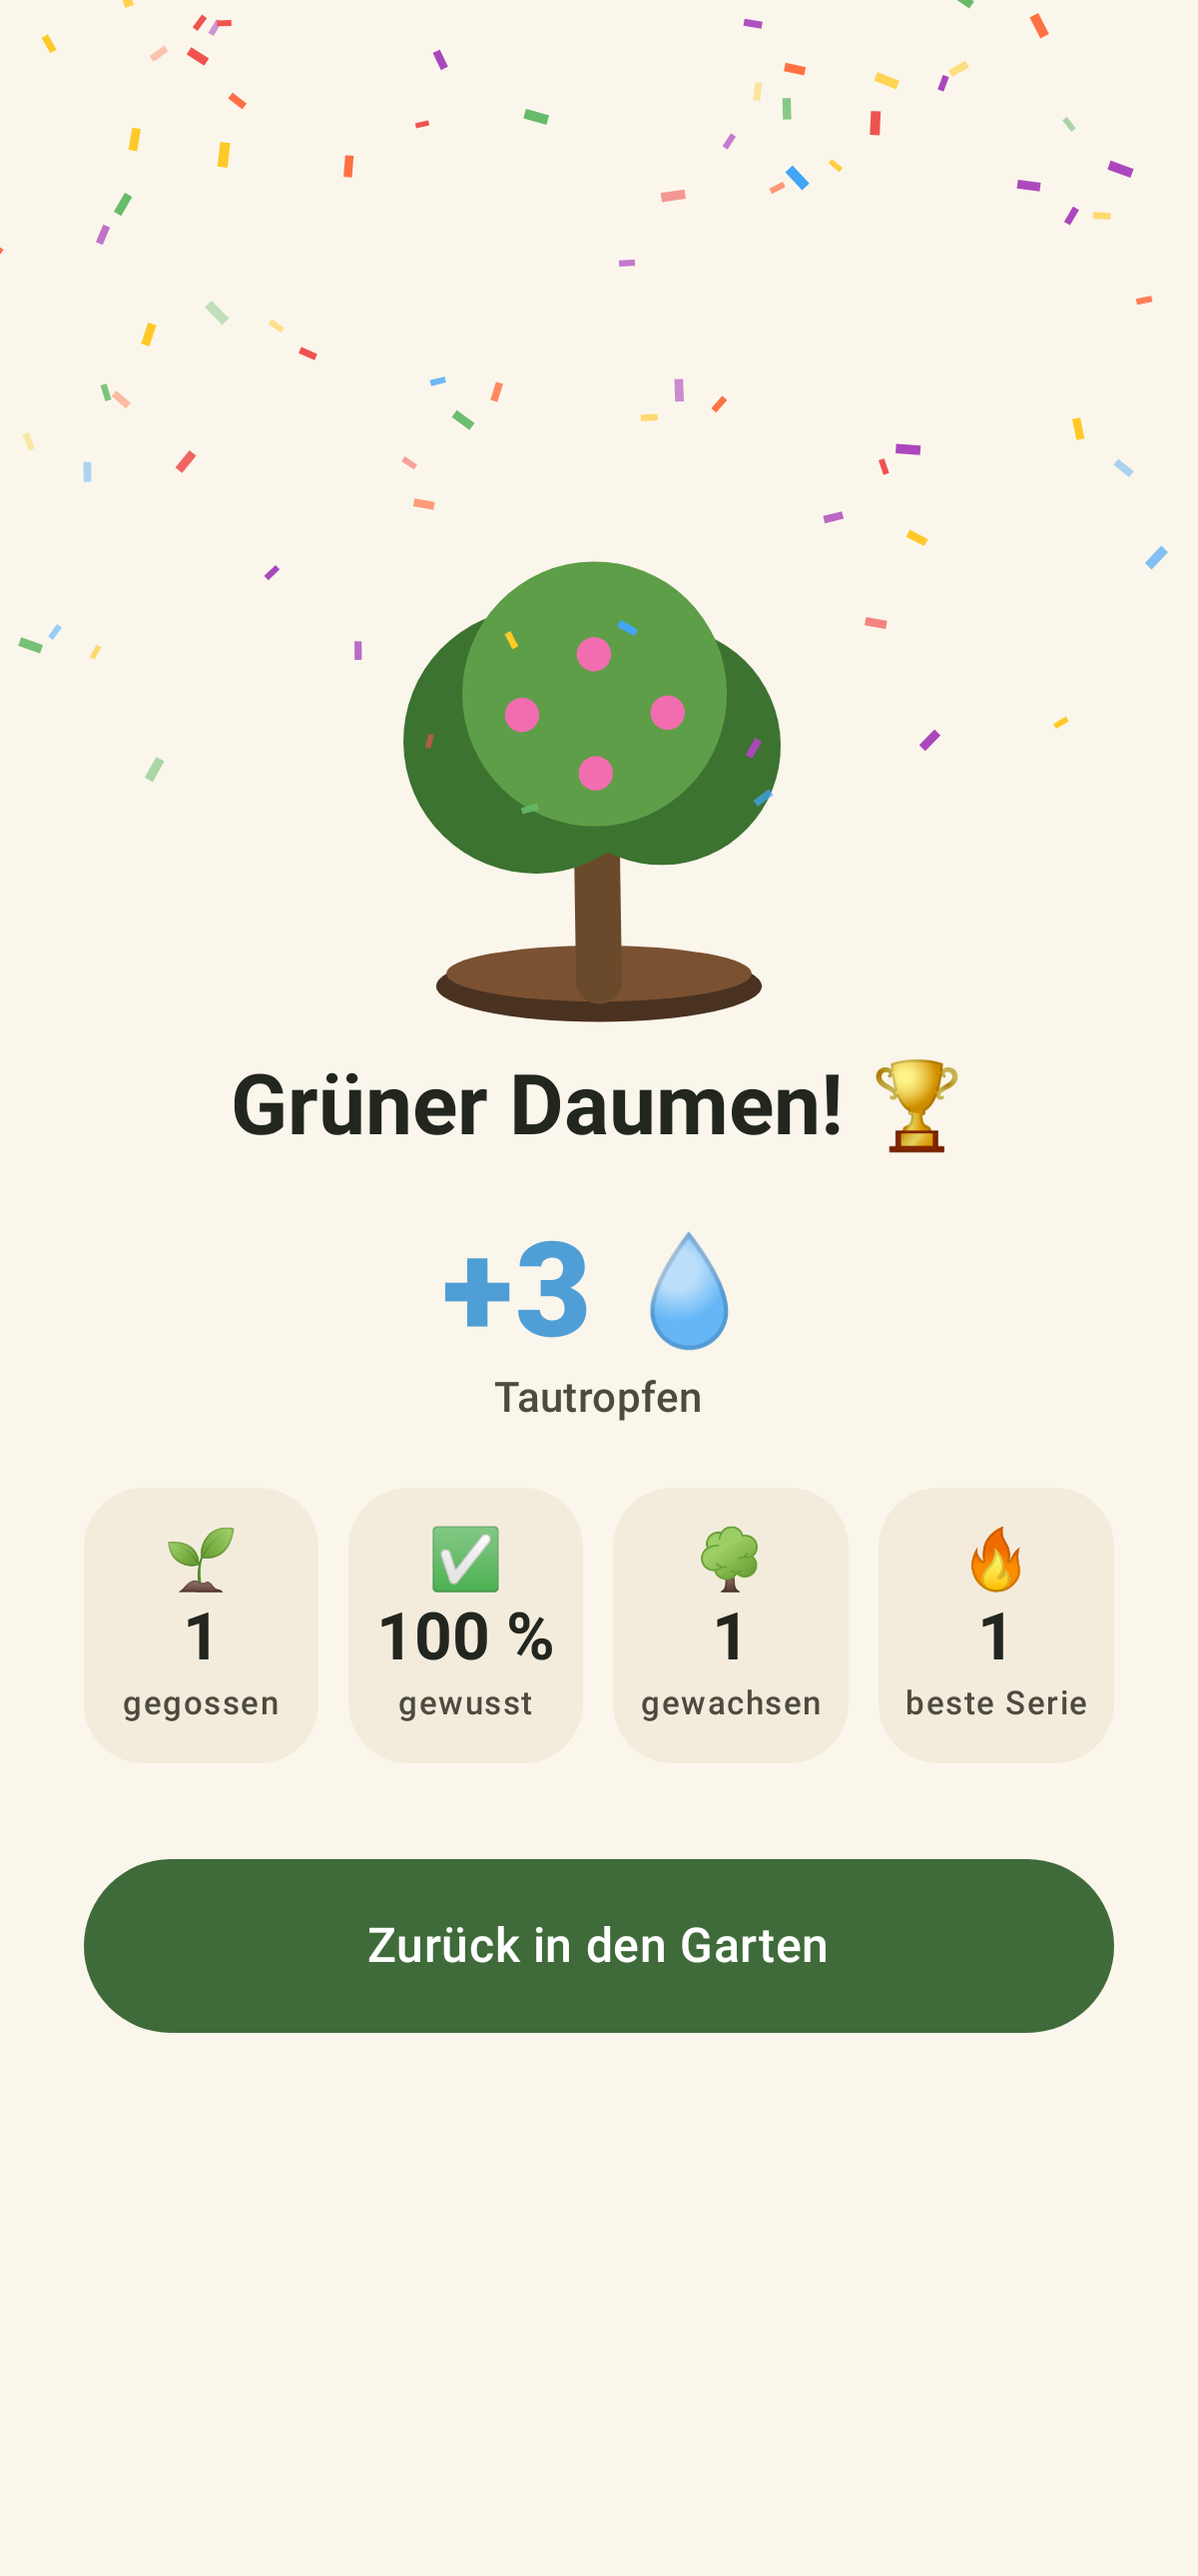 Grüner Daumen! 🏆
+3 💧
Tautropfen
1
gegossen
100 %
gewusst
1
gewachsen
1
beste Serie
Zurück in den Garten